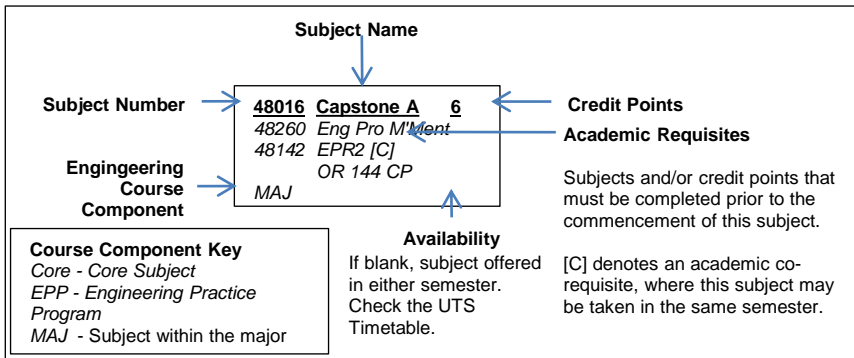 Subject Name
Subject Number
48016 Capstone A 6
48260 Eng Pro M'Ment
48142 EPR2 [C]
OR 144 CP
MAJ
Credit Points
Academic Requisites
Engingeering
Course
Component
Subjects and/or credit points that
must be completed prior to the
commencement of this subject.
[C] denotes an academic co-
requisite, where this subject may
be taken in the same semester.
Availability
If blank, subject offered
in either semester.
Check the UTS
Timetable.
Course Component Key
Core - Core Subject
EPP - Engineering Practice
Program
MAJ - Subject within the major